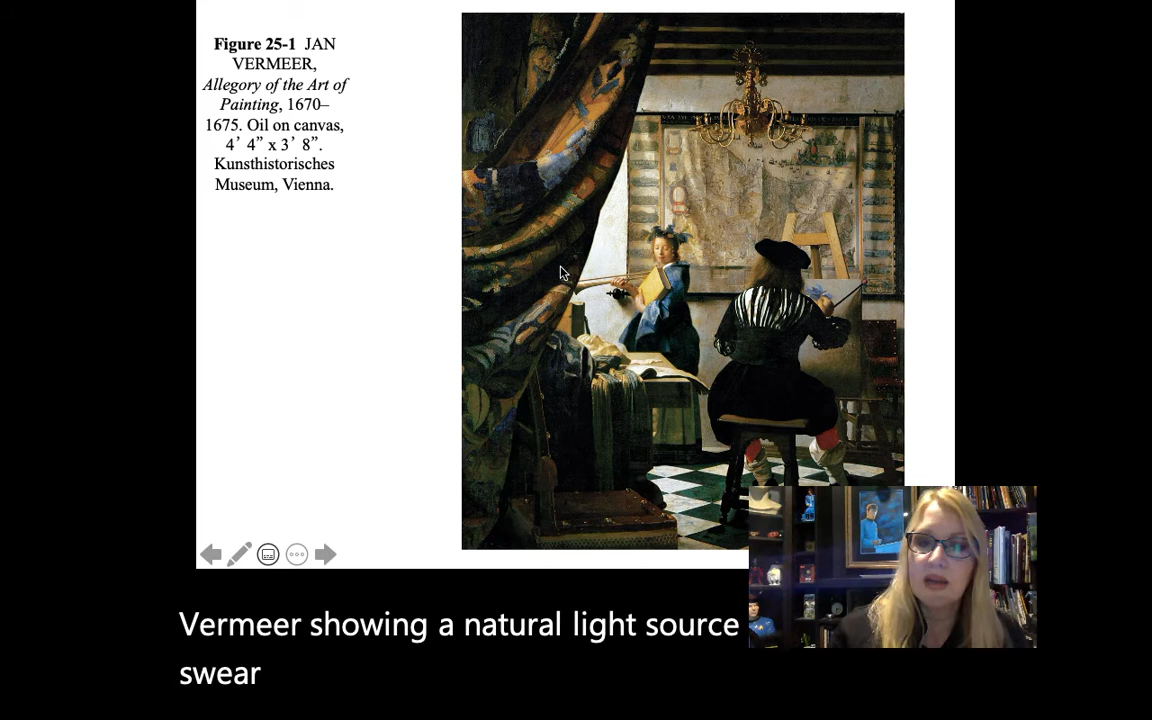 Figure 25-1 JAN
VERMEER,
Allegory of the Art of
Painting, 1670–
1675. Oil on canvas,
4’ 4” x 3’ 8”.
Kunsthistorisches
Museum, Vienna.
Vermeer showing a natural light source
swear